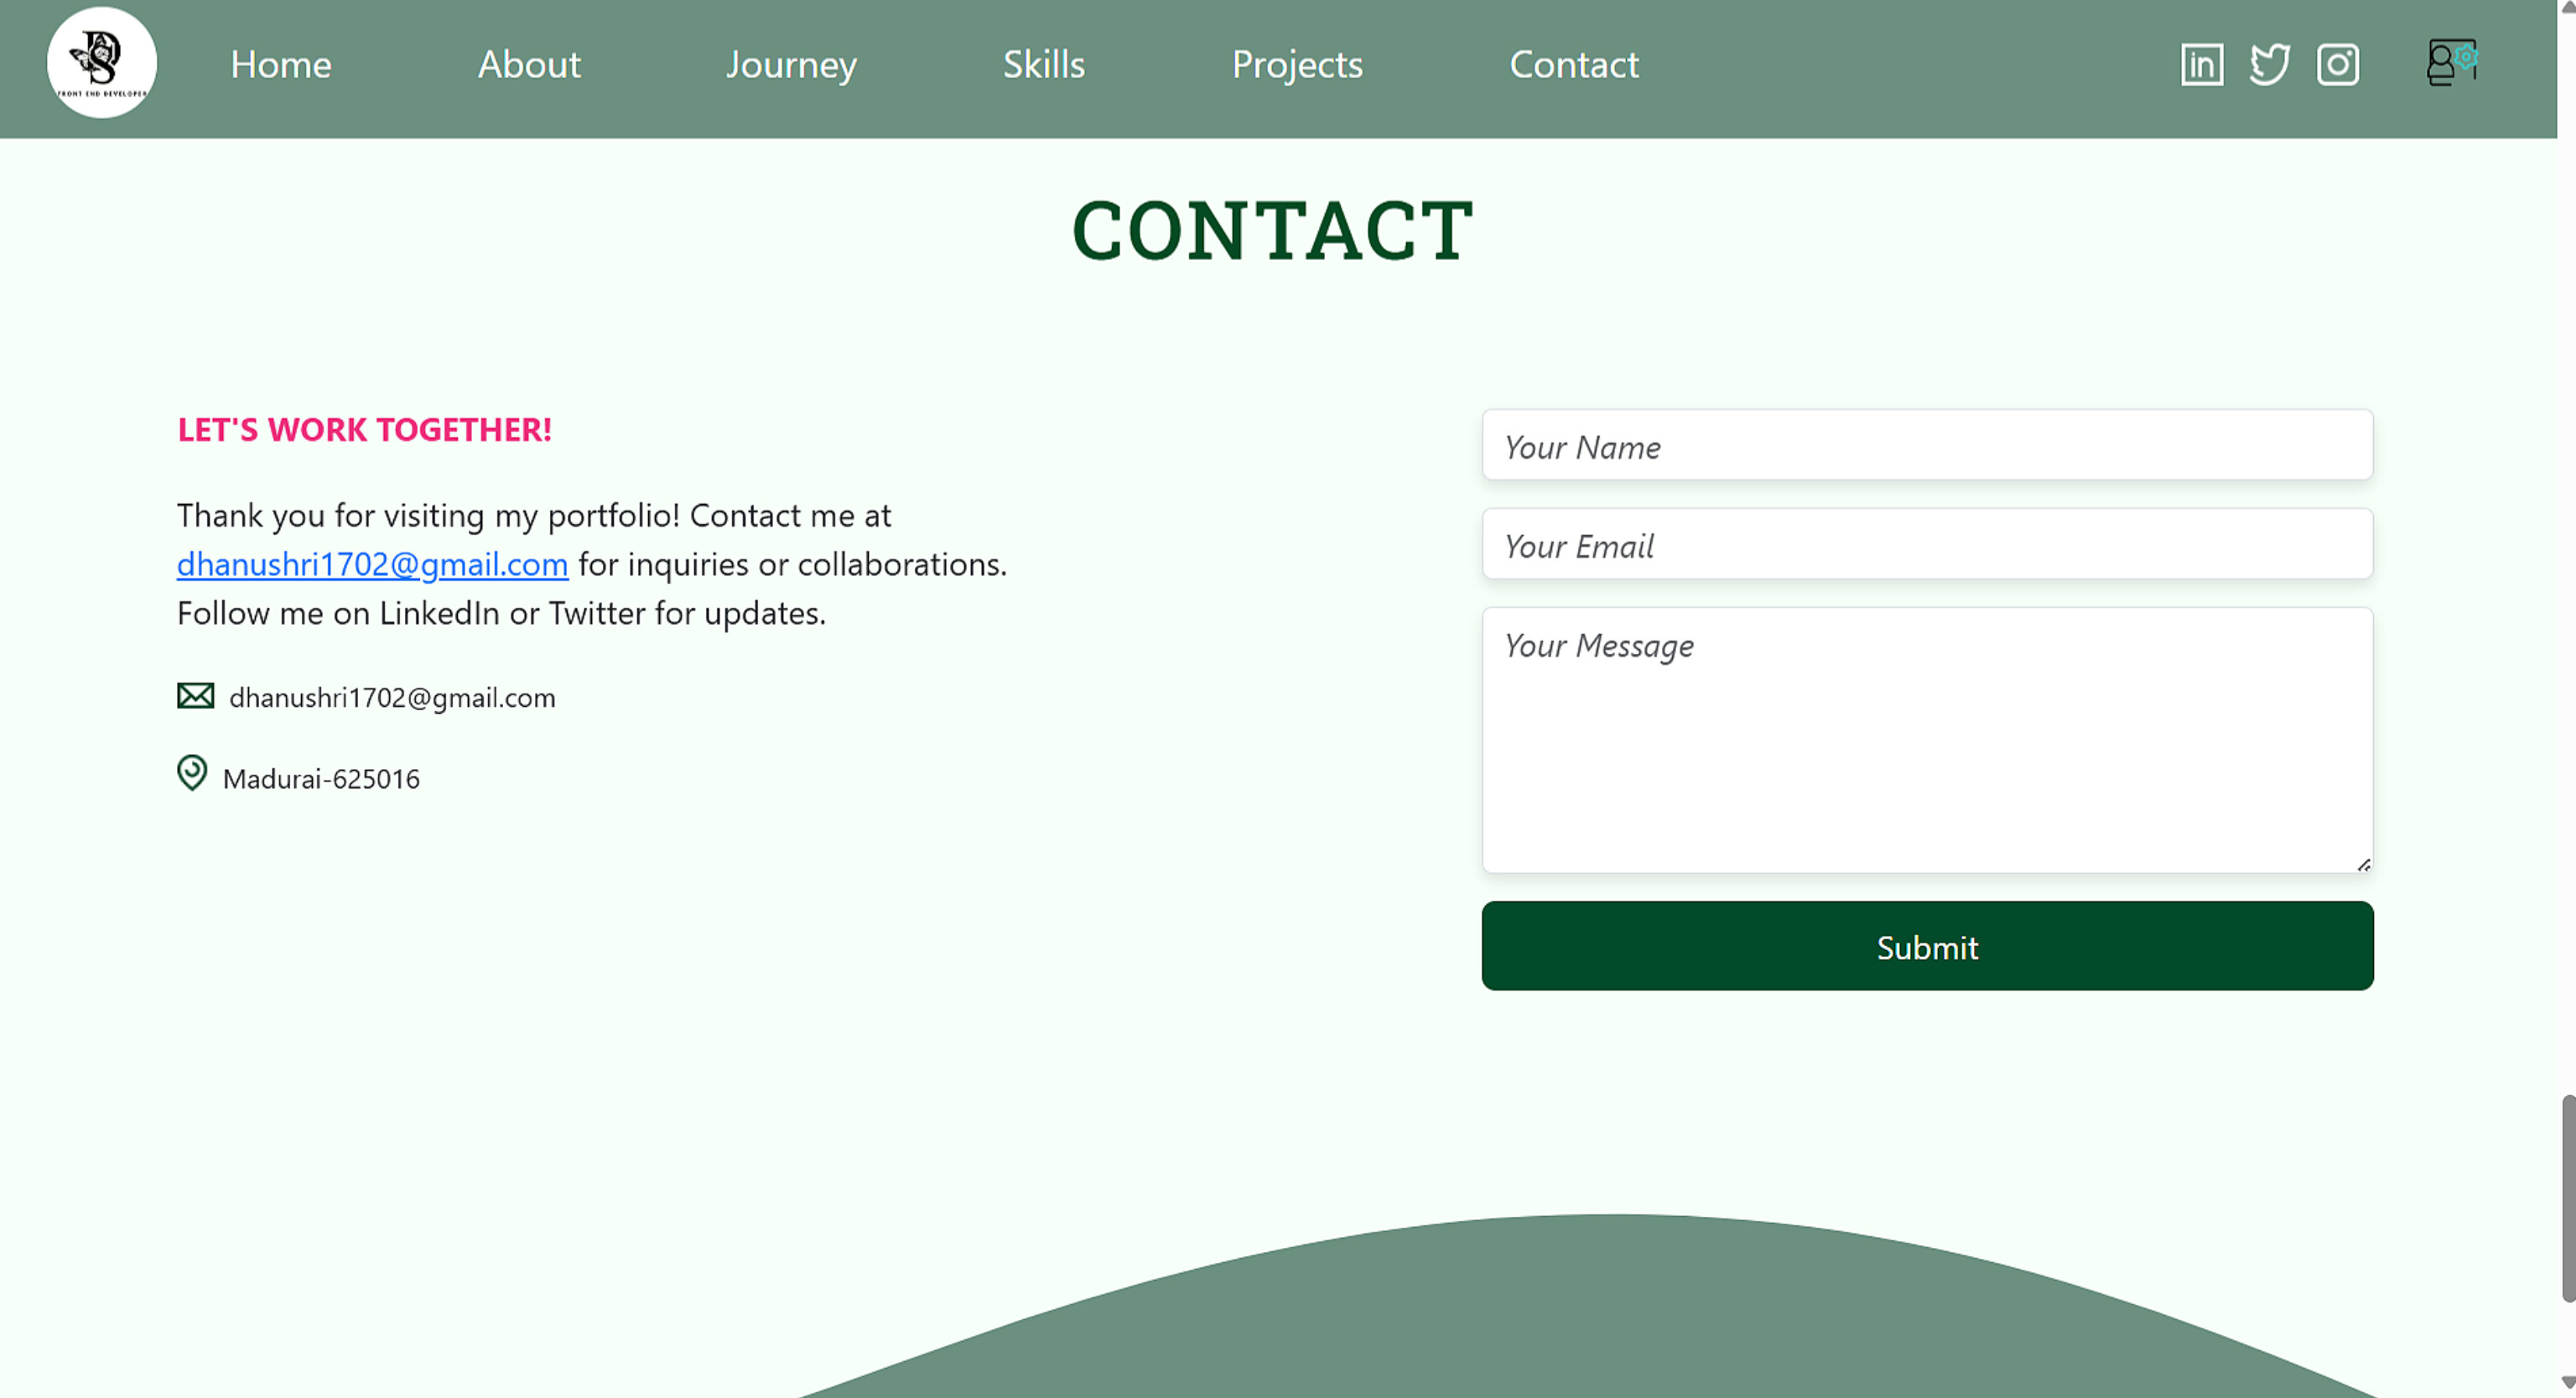 DS
FRONT END DEVELOPER
Home About Journey Skills Projects Contact
in
CONTACT
LET'S WORK TOGETHER!
Thank you for visiting my portfolio! Contact me at
dhanushri1702@gmail.com for inquiries or collaborations.
Follow me on LinkedIn or Twitter for updates.
dhanushri1702@gmail.com
Madurai-625016
Your Name
Your Email
Your Message
Submit